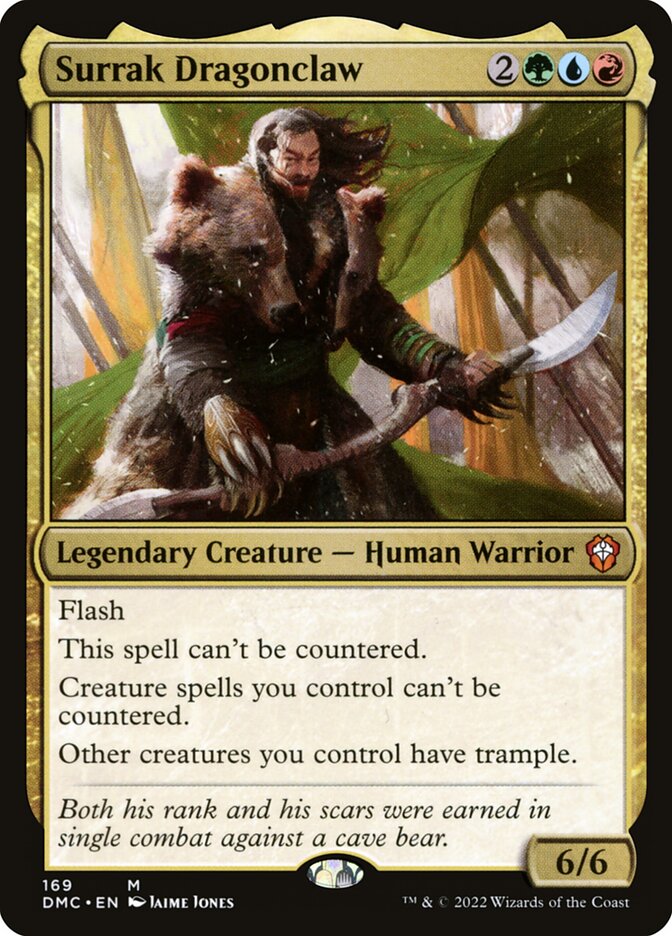 Surrak Dragonclaw 2
Legendary Creature — Human Warrior
Flash
This spell can't be countered.
Creature spells you control can't be
countered.
Other creatures you control have trample.
Both his rank and his scars were earned in
single combat against a cave bear.
6/6
169 M
DMC • EN Jaime Jones
™ & © 2022 Wizards of the Coast